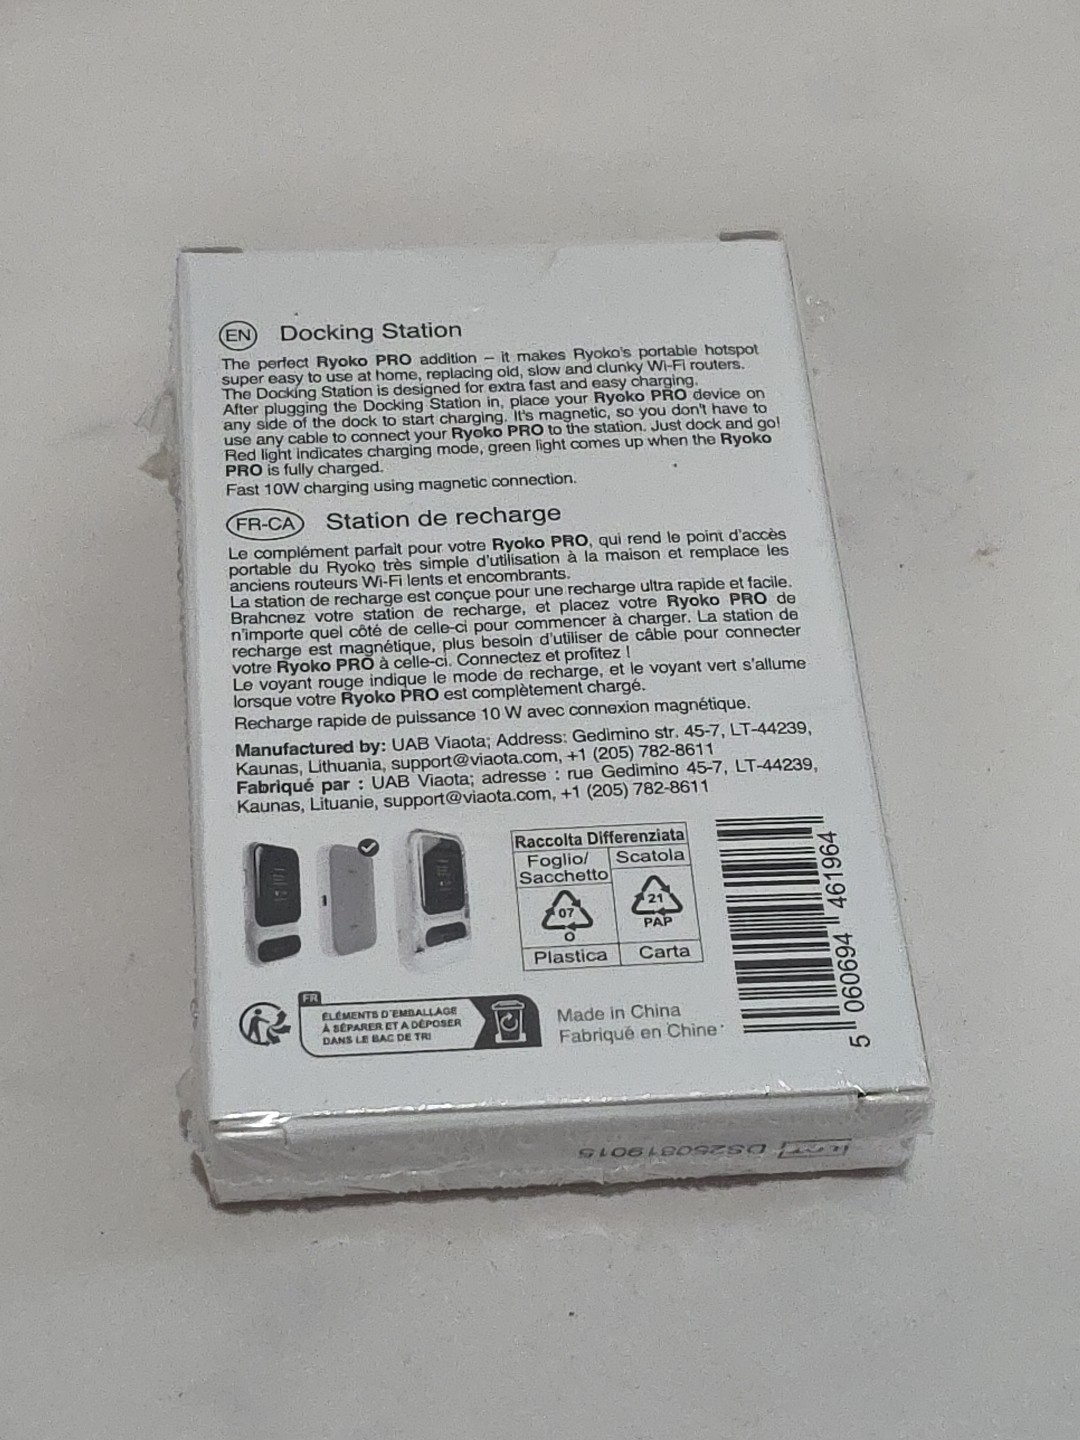 EN Docking Station
The perfect Ryoko PRO addition – it makes Ryoko's portable hotspot
super easy to use at home, replacing old, slow and clunky Wi-Fi routers.
The Docking Station is designed for extra fast and easy charging.
After plugging the Docking Station in, place your Ryoko PRO device on
any side of the dock to start charging. It's magnetic, so you don't have to
use any cable to connect your Ryoko PRO to the station. Just dock and go!
Red light indicates charging mode, green light comes up when the Ryoko
PRO is fully charged.
Fast 10W charging using magnetic connection.
FR-CA Station de recharge
Le complément parfait pour votre Ryoko PRO, qui rend le point d'accès
portable du Ryoko très simple d'utilisation à la maison et remplace les
anciens routeurs Wi-Fi lents et encombrants.
La station de recharge est conçue pour une recharge ultra rapide et facile.
Brahcnez votre station de recharge, et placez votre Ryoko PRO de
n'importe quel côté de celle-ci pour commencer à charger. La station de
recharge est magnétique, plus besoin d'utiliser de câble pour connecter
votre Ryoko PRO à celle-ci. Connectez et profitez !
Le voyant rouge indique le mode de recharge, et le voyant vert s'allume
lorsque votre Ryoko PRO est complètement chargé.
Recharge rapide de puissance 10 W avec connexion magnétique.
Manufactured by: UAB Viaota; Address: Gedimino str. 45-7, LT-44239,
Kaunas, Lithuania, support@viaota.com, +1 (205) 782-8611
Fabriqué par : UAB Viaota; adresse : rue Gedimino 45-7, LT-44239,
Kaunas, Lituanie, support@viaota.com, +1 (205) 782-8611
Raccolta Differenziata
Foglio/
Sacchetto
Scatola
07
O
21
PAP
Plastica
Carta
5 060694 461964
FR
ÉLÉMENTS D'EMBALLAGE
À SÉPARER ET À DÉPOSER
DANS LE BAC DE TRI
Made in China
Fabriqué en Chine
DS250819015